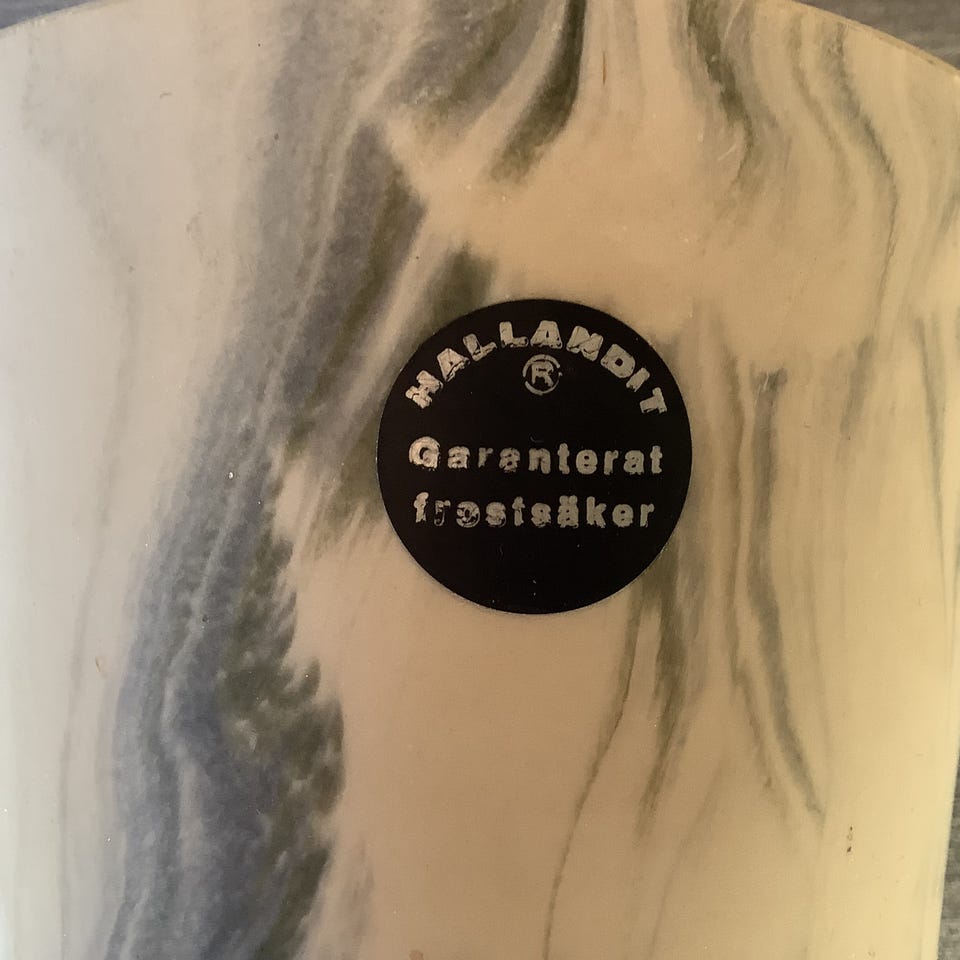 HALLANDIT
®
Garanterat
frostsäker